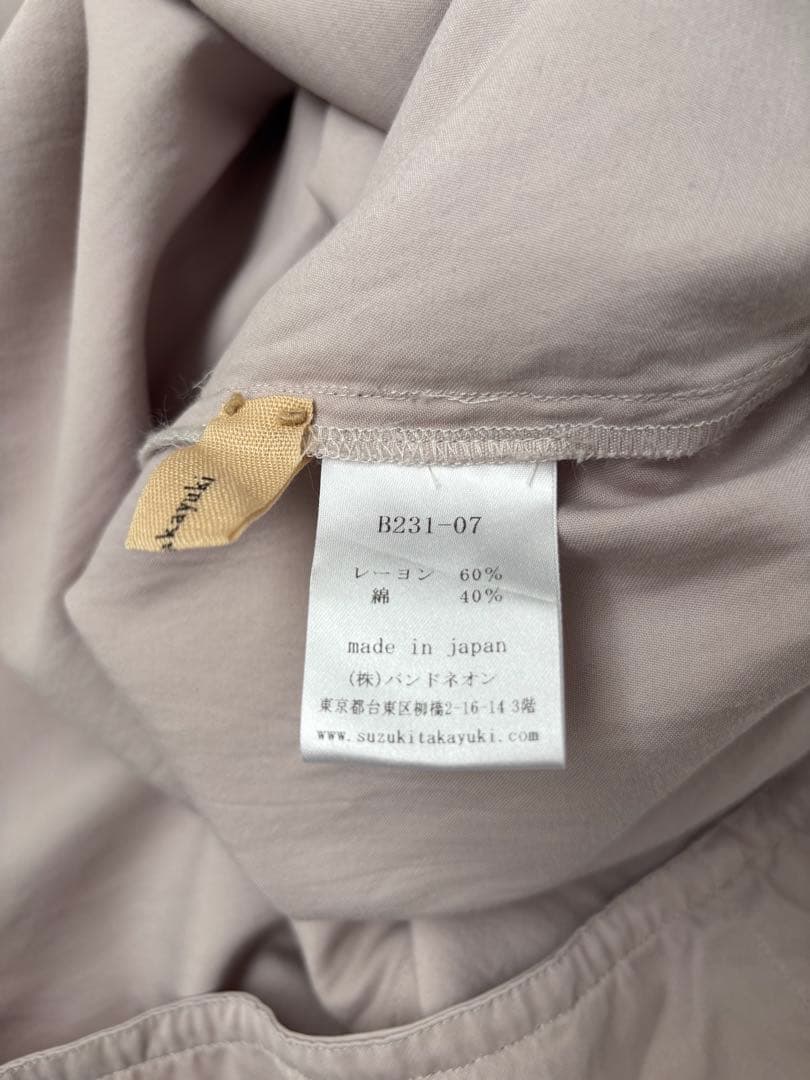 akayuki
B231-07
レーヨン 60%
綿 40%
made in japan
(株)バンドネオン
東京都台東区柳橋2-16-14 3階
www.suzukitakayuki.com